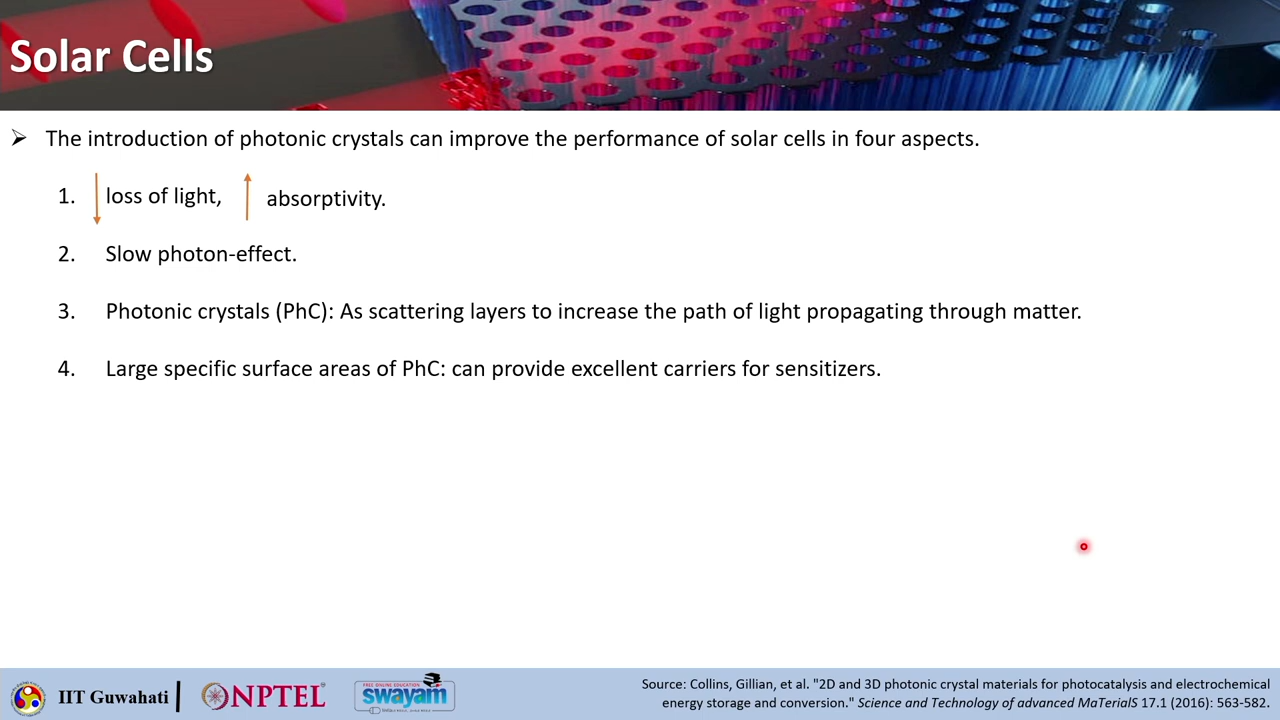 Solar Cells
➢ The introduction of photonic crystals can improve the performance of solar cells in four aspects.
1. ↓ loss of light, ↑ absorptivity.
2. Slow photon-effect.
3. Photonic crystals (PhC): As scattering layers to increase the path of light propagating through matter.
4. Large specific surface areas of PhC: can provide excellent carriers for sensitizers.
IIT Guwahati
NPTEL
FREE ONLINE EDUCATION
swayam
Source: Collins, Gillian, et al. "2D and 3D photonic crystal materials for photocatalysis and electrochemical
energy storage and conversion." Science and Technology of advanced MaTerialS 17.1 (2016): 563-582.